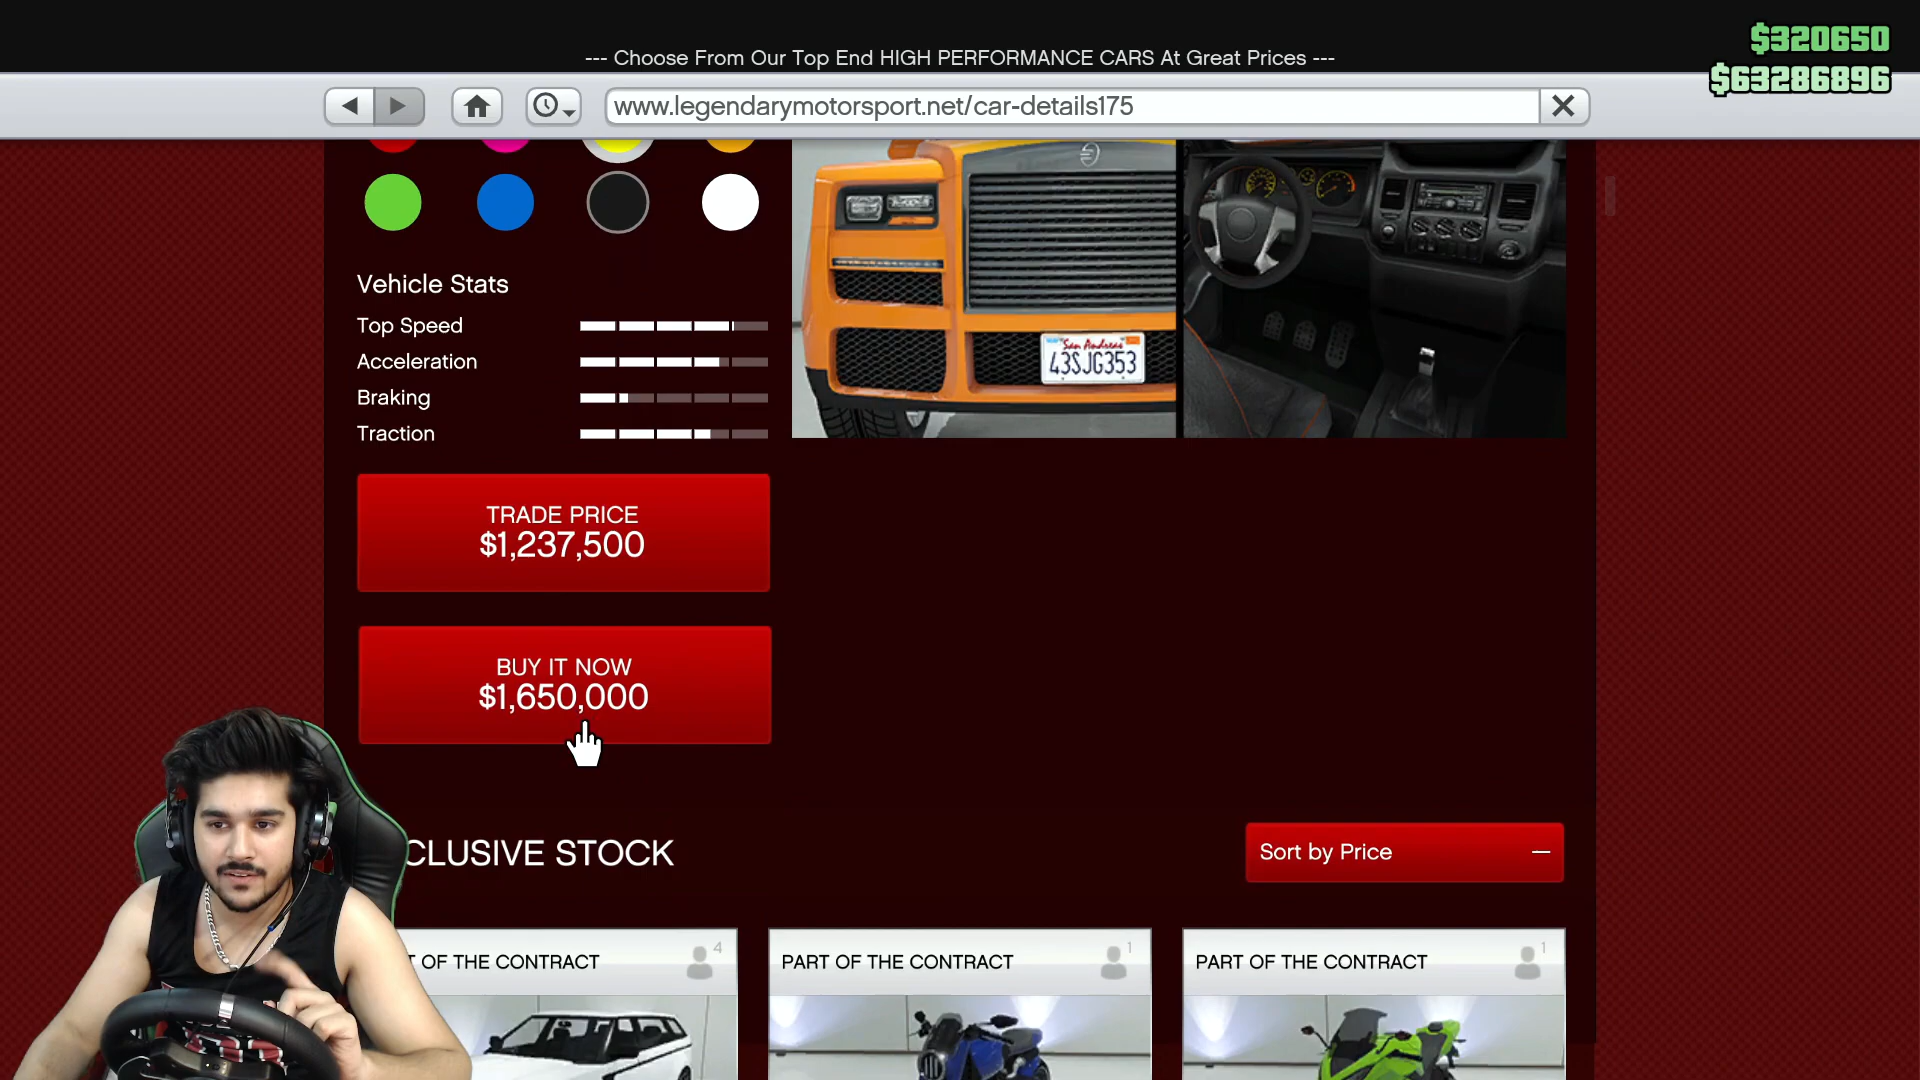 $320650
--- Choose From Our Top End HIGH PERFORMANCE CARS At Great Prices ---
$63286896
www.legendarymotorsport.net/car-details175
San Andreas
43SJG353
Vehicle Stats
Top Speed
Acceleration
Braking
Traction
TRADE PRICE
$1,237,500
BUY IT NOW
$1,650,000
CLUSIVE STOCK
Sort by Price
T OF THE CONTRACT
4
PART OF THE CONTRACT
1
PART OF THE CONTRACT
1